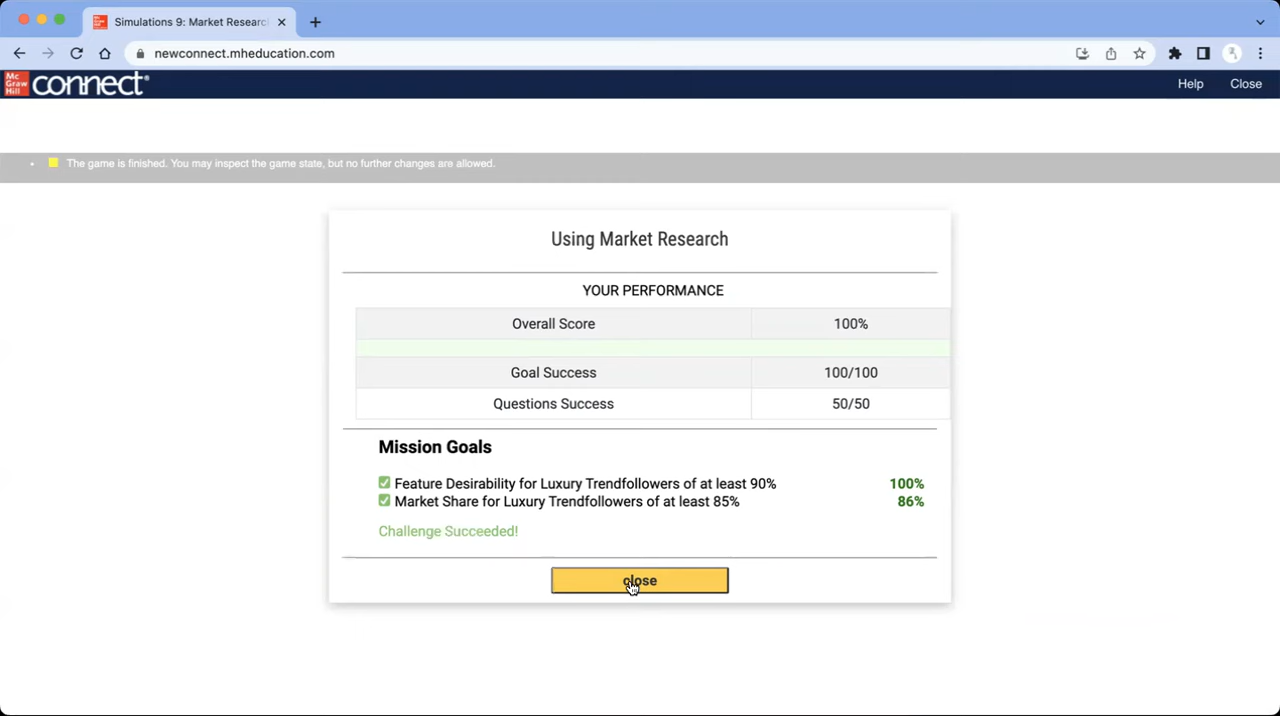 Simulations 9: Market Researc
newconnect.mheducation.com
Mc Graw Hill connect®
Help
Close
The game is finished. You may inspect the game state, but no further changes are allowed.
Using Market Research
YOUR PERFORMANCE
Overall Score 100%
Goal Success 100/100
Questions Success 50/50
Mission Goals
Feature Desirability for Luxury Trendfollowers of at least 90% 100%
Market Share for Luxury Trendfollowers of at least 85% 86%
Challenge Succeeded!
close